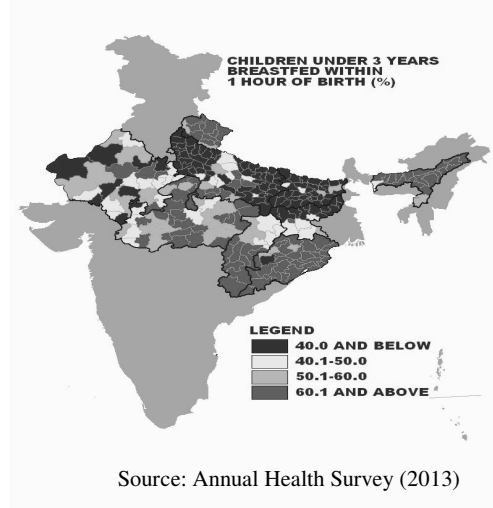 CHILDREN UNDER 3 YEARS
BREASTFED WITHIN
1 HOUR OF BIRTH (%)
LEGEND
40.0 AND BELOW
40.1-50.0
50.1-60.0
60.1 AND ABOVE
Source: Annual Health Survey (2013)